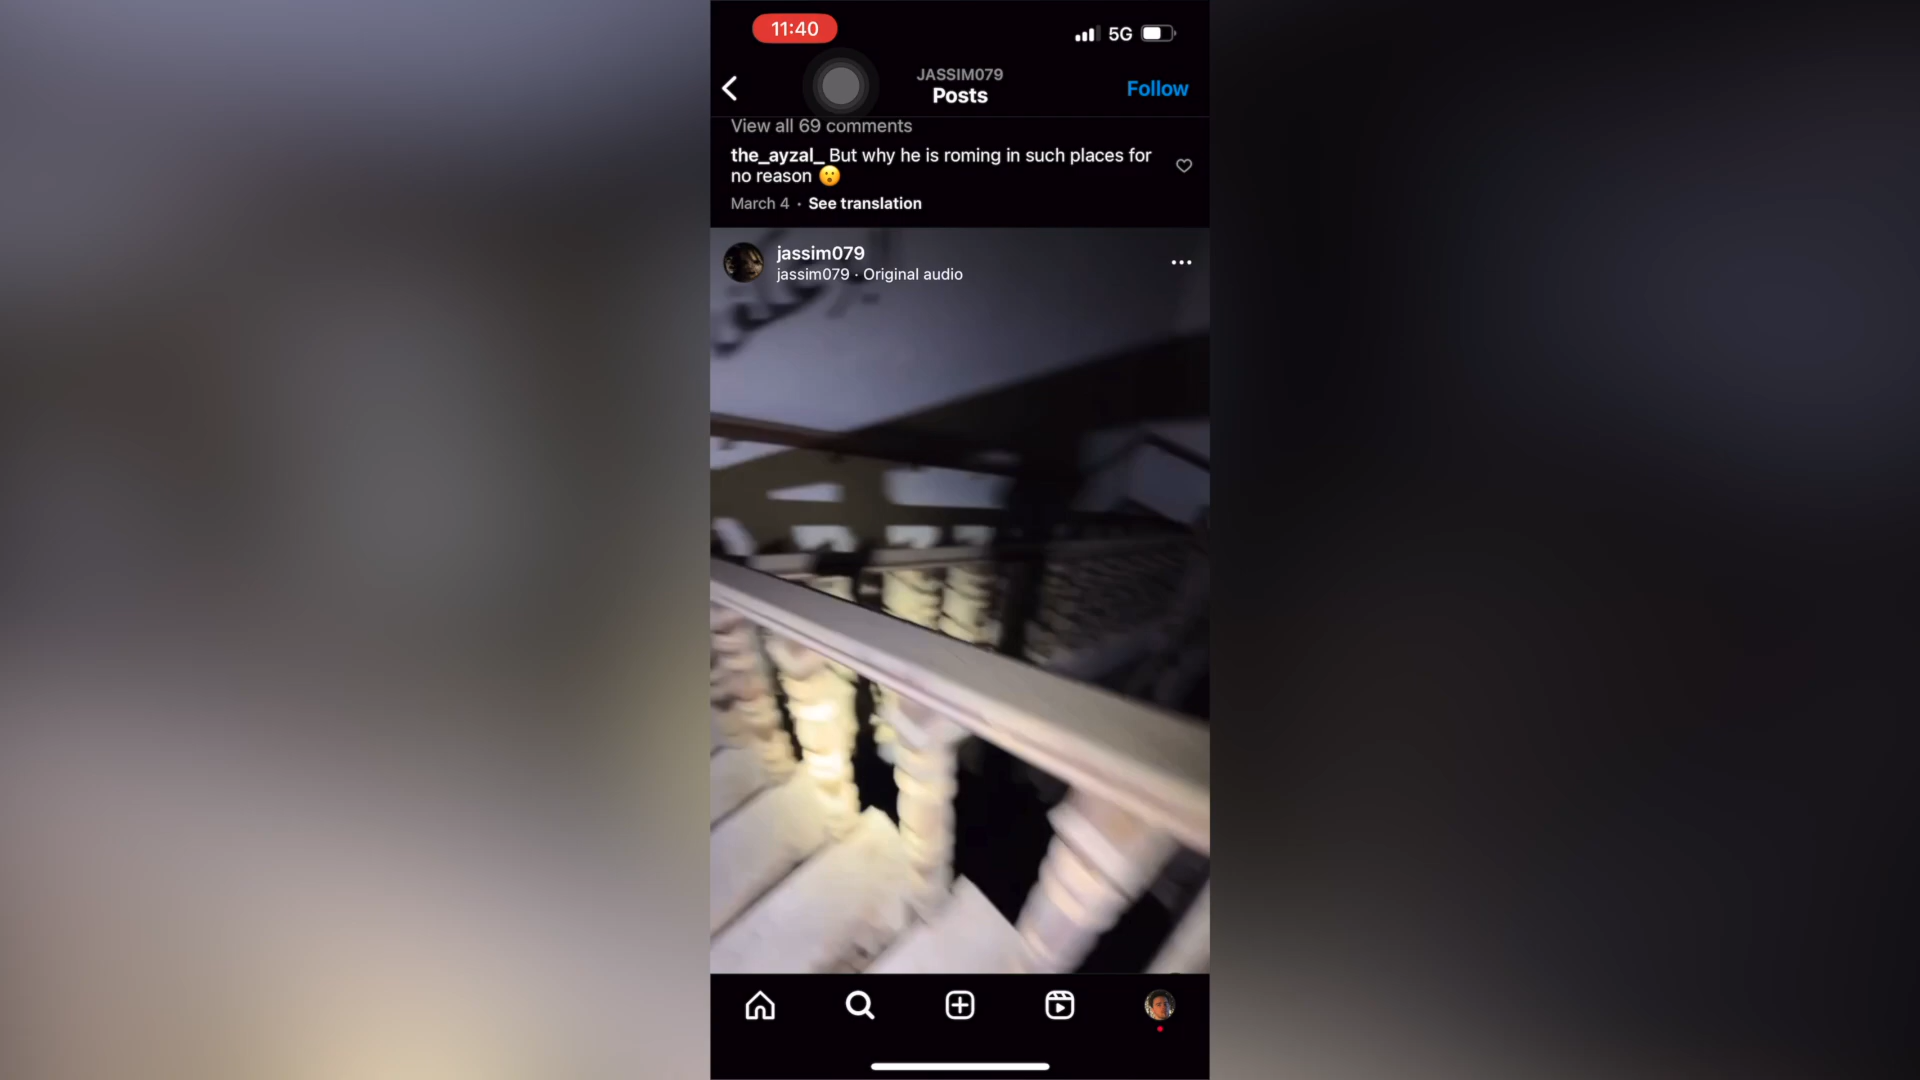 11:40
5G
JASSIM079
Posts
Follow
View all 69 comments
the_ayzal_ But why he is roming in such places for
no reason 😮
March 4 · See translation
jassim079
jassim079 · Original audio